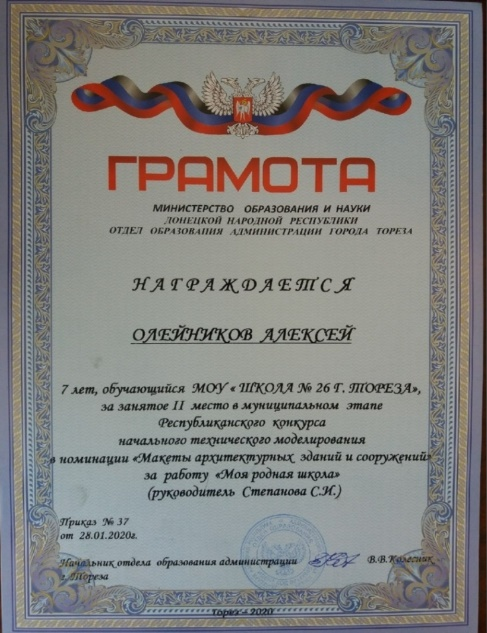 ГРАМОТА
МИНИСТЕРСТВО ОБРАЗОВАНИЯ И НАУКИ
ДОНЕЦКОЙ НАРОДНОЙ РЕСПУБЛИКИ
ОТДЕЛ ОБРАЗОВАНИЯ АДМИНИСТРАЦИИ ГОРОДА ТОРЕЗА
НАГРАЖДАЕТСЯ
ОЛЕЙНИКОВ АЛЕКСЕЙ
7 лет, обучающийся МОУ « ШКОЛА № 26 Г. ТОРЕЗА»,
за занятое II место в муниципальном этапе
Республиканского конкурса
начального технического моделирования
в номинации «Макеты архитектурных зданий и сооружений»
за работу «Моя родная школа»
(руководитель Степанова С.И.)
Приказ № 37
от 28.01.2020г.
Начальник отдела образования администрации В.В.Колесник
г. Тореза
Торез – 2020